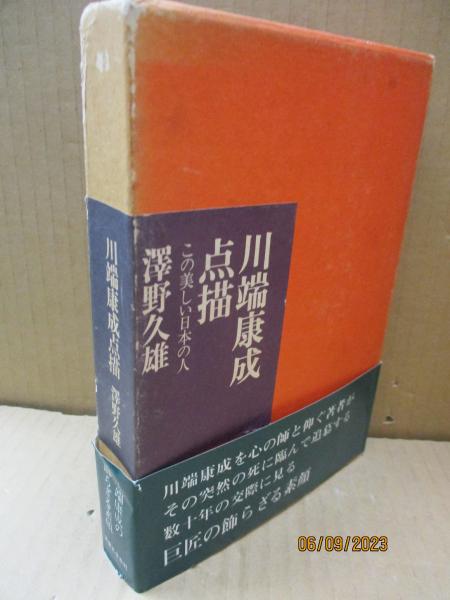 川端康成
点描
この美しい日本の人
澤野久雄
川端康成点描 澤野久雄
川端康成を心の師と仰ぐ著者が
その突然の死に臨んで追慕する
数十年の交際に見る
巨匠の飾らざる素顔
06/09/2023